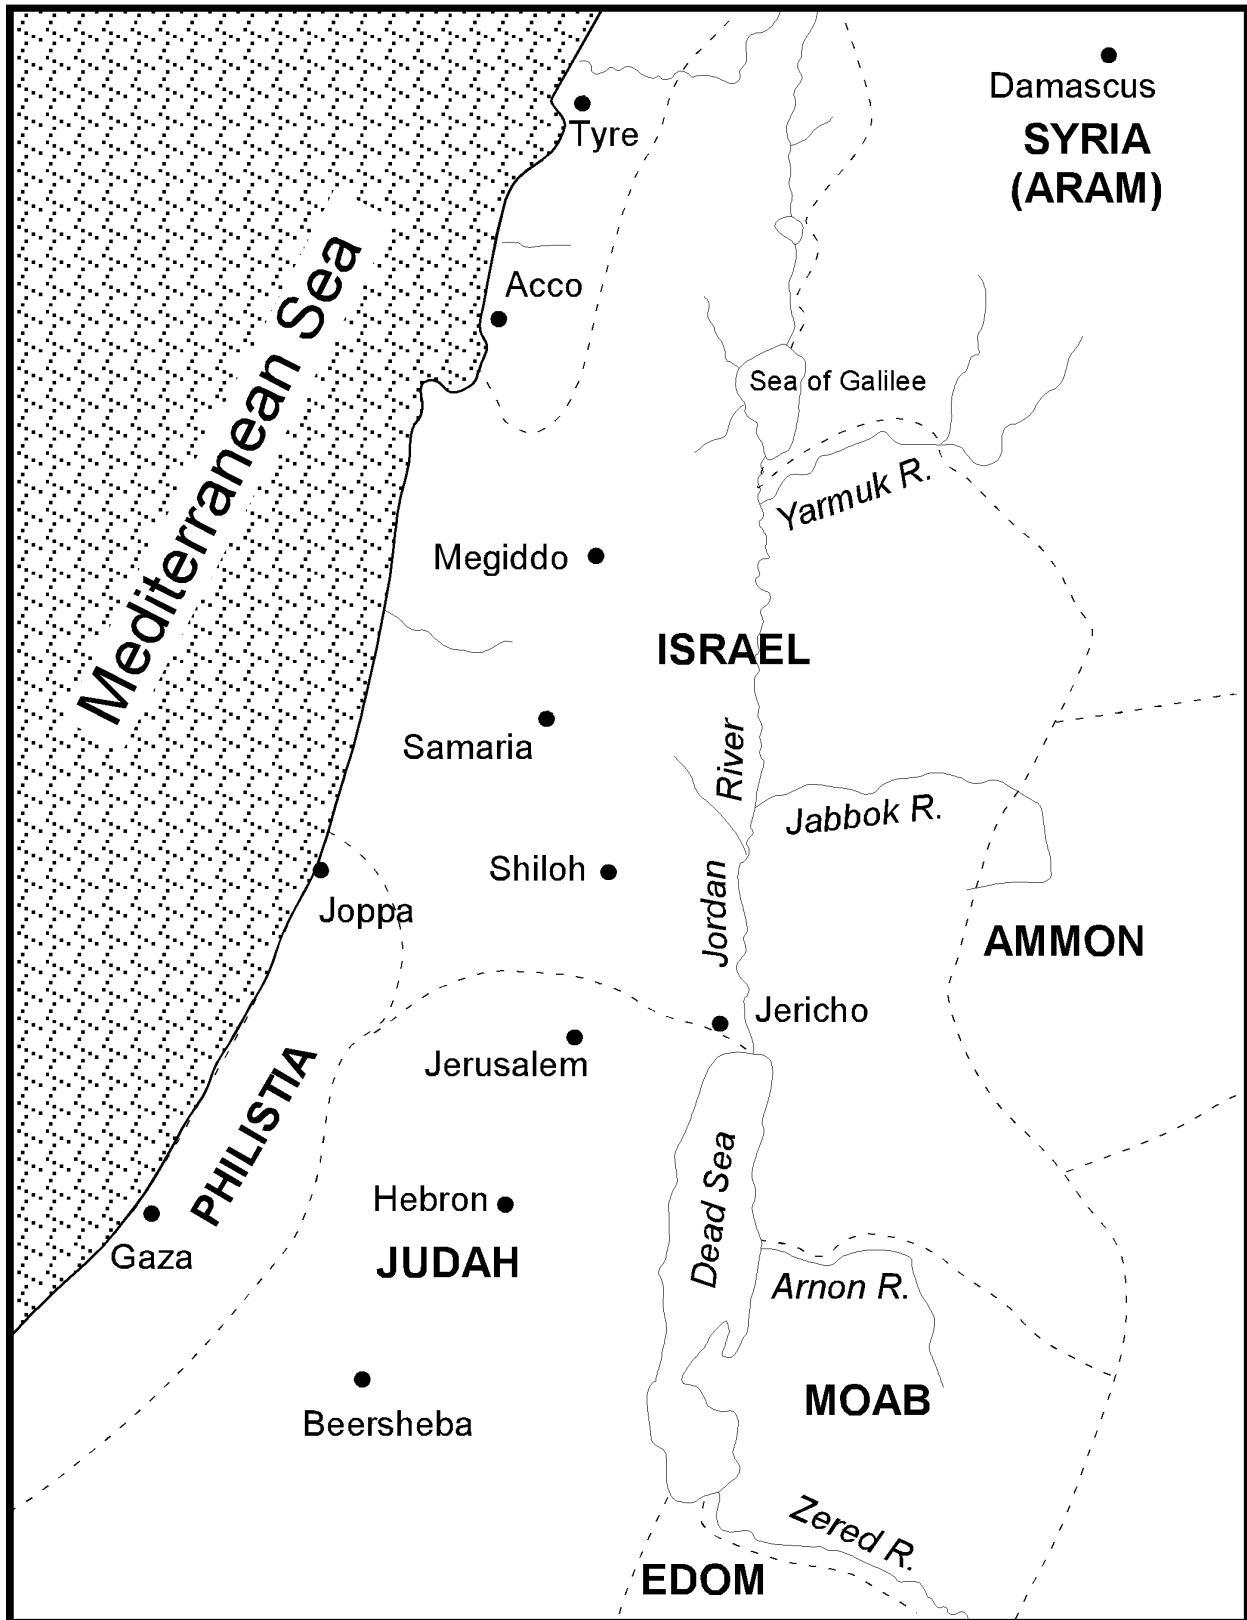 Damascus
SYRIA
(ARAM)
Tyre
Mediterranean Sea
Acco
Sea of Galilee
Yarmuk R.
Megiddo
ISRAEL
Samaria
Jordan River
Jabbok R.
Shiloh
Joppa
AMMON
Jericho
Jerusalem
PHILISTIA
Dead Sea
Hebron
Gaza
JUDAH
Arnon R.
MOAB
Beersheba
Zered R.
EDOM